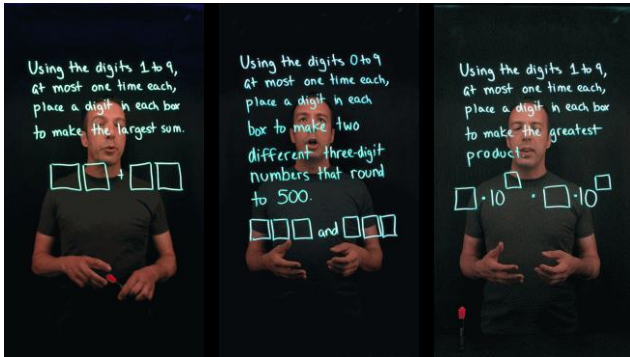 Using the digits 1 to 9,
at most one time each,
place a digit in each box
to make the largest sum.
□□ + □□
Using the digits 0 to 9
at most one time each,
place a digit in each
box to make two
different three-digit
numbers that round
to 500.
□□□ and □□□
Using the digits 1 to 9,
at most one time each,
place a digit in each box
to make the greatest
product.
□·10^□ · □·10^□